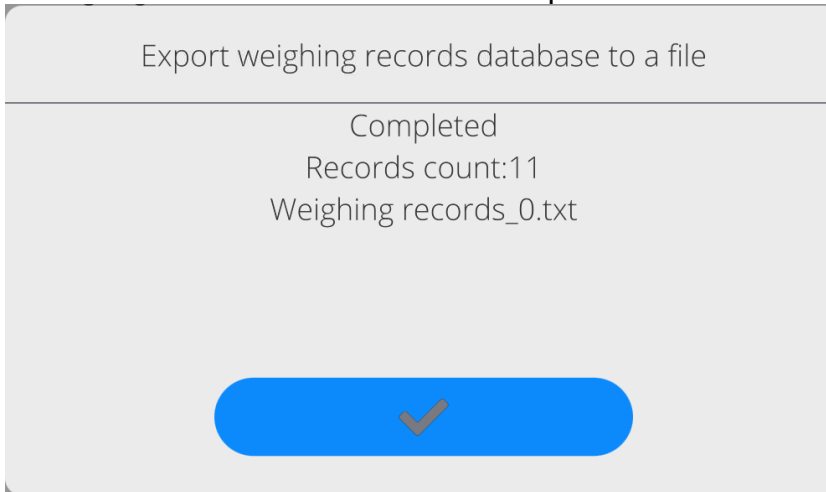 Export weighing records database to a file
Completed
Records count:11
Weighing records_0.txt